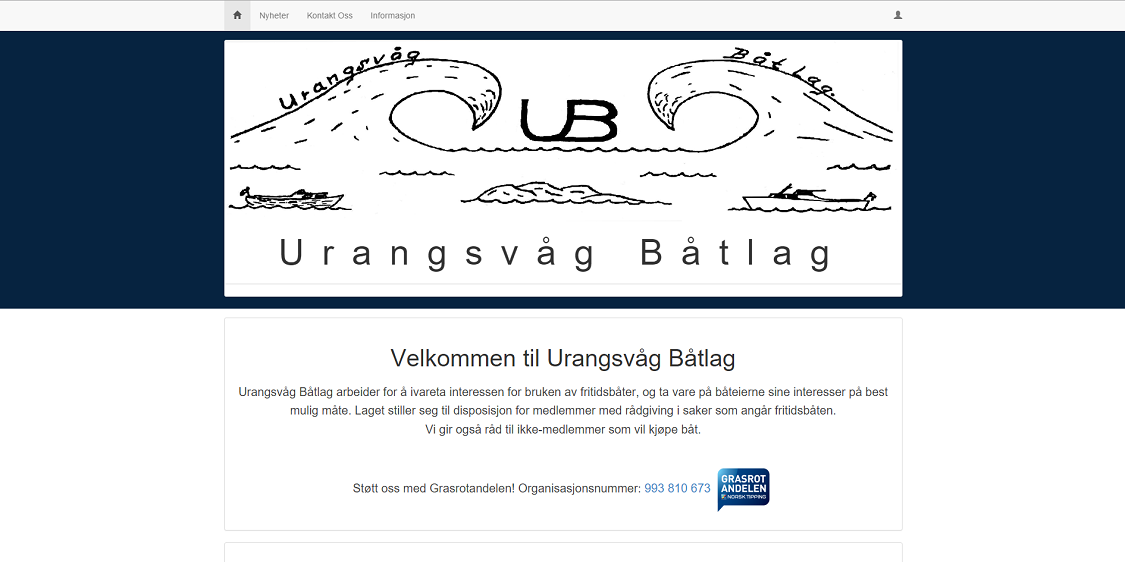 Nyheter Kontakt Oss Informasjon
Urangsvåg Båt lag.
UB
Urangsvåg Båtlag
Velkommen til Urangsvåg Båtlag
Urangsvåg Båtlag arbeider for å ivareta interessen for bruken av fritidsbåter, og ta vare på båteierne sine interesser på best
mulig måte. Laget stiller seg til disposisjon for medlemmer med rådgiving i saker som angår fritidsbåten.
Vi gir også råd til ikke-medlemmer som vil kjøpe båt.
Støtt oss med Grasrotandelen! Organisasjonsnummer: 993 810 673
GRASROT
ANDELEN
NORSK TIPPING